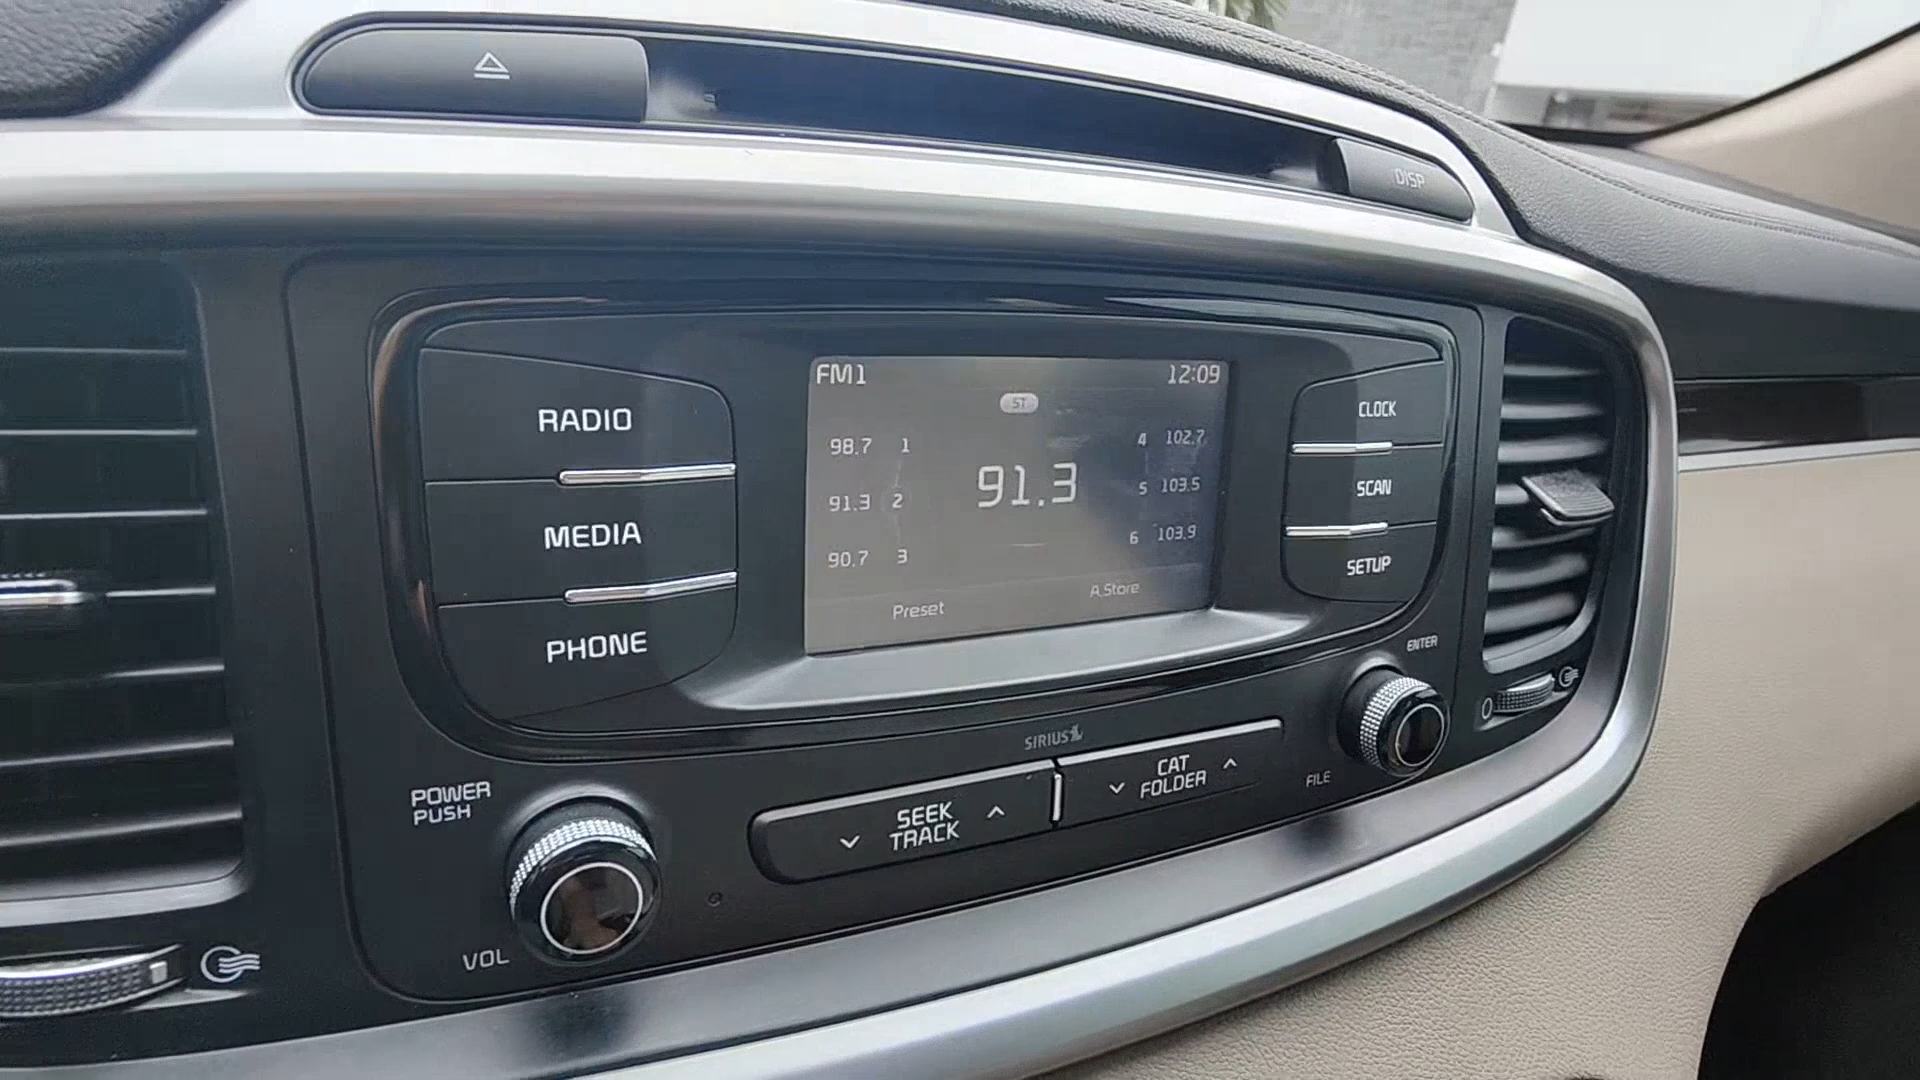 DISP
RADIO
MEDIA
PHONE
FM1
12:09
ST
98.7 1
91.3 2
90.7 3
91.3
4 102.7
5 103.5
6 103.9
Preset
A.Store
CLOCK
SCAN
SETUP
ENTER
FILE
SIRIUS
SEEK
TRACK
CAT
FOLDER
POWER
PUSH
VOL